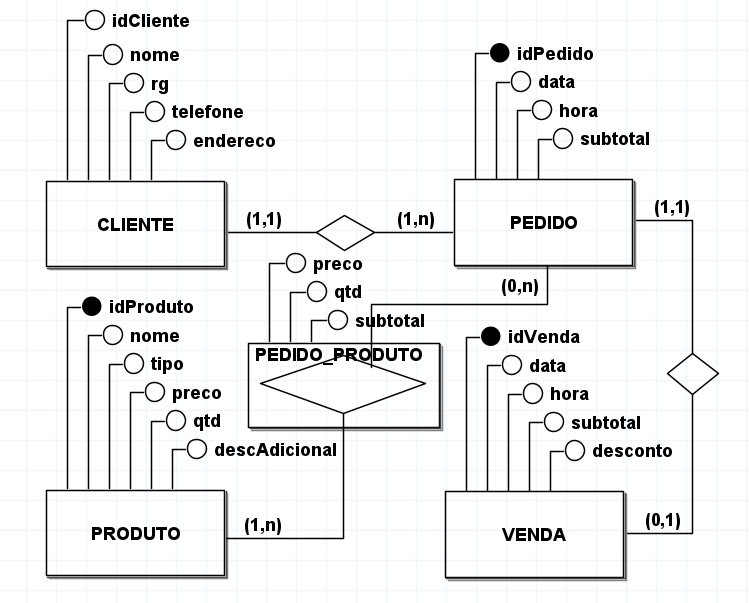 idCliente
nome
rg
telefone
endereco
CLIENTE
(1,1)
(1,n)
idPedido
data
hora
subtotal
PEDIDO
(1,1)
(0,n)
preco
qtd
subtotal
PEDIDO_PRODUTO
idProduto
nome
tipo
preco
qtd
descAdicional
PRODUTO
(1,n)
idVenda
data
hora
subtotal
desconto
VENDA
(0,1)